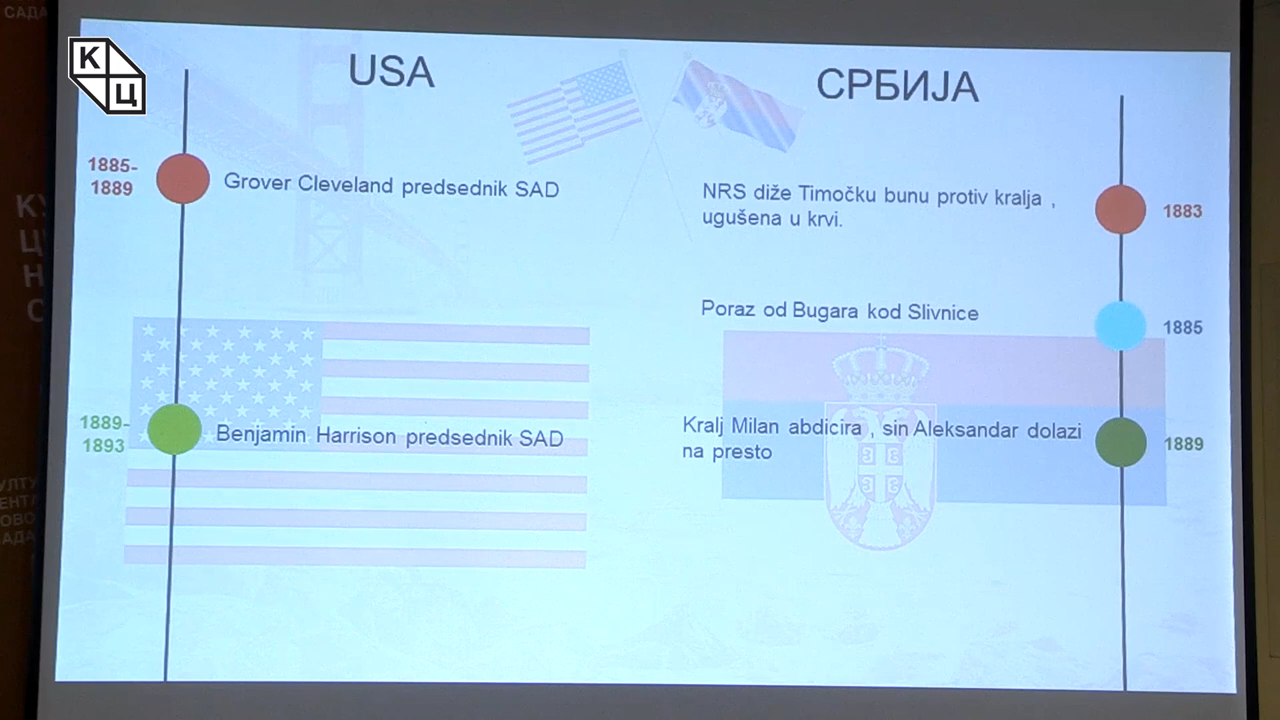 К
Ц
USA
СРБИЈА
1885-
1889
Grover Cleveland predsednik SAD
NRS diže Timočku bunu protiv kralja ,
ugušena u krvi.
1883
Poraz od Bugara kod Slivnice
1885
1889-
1893
Benjamin Harrison predsednik SAD
Kralj Milan abdicira , sin Aleksandar dolazi
na presto
1889